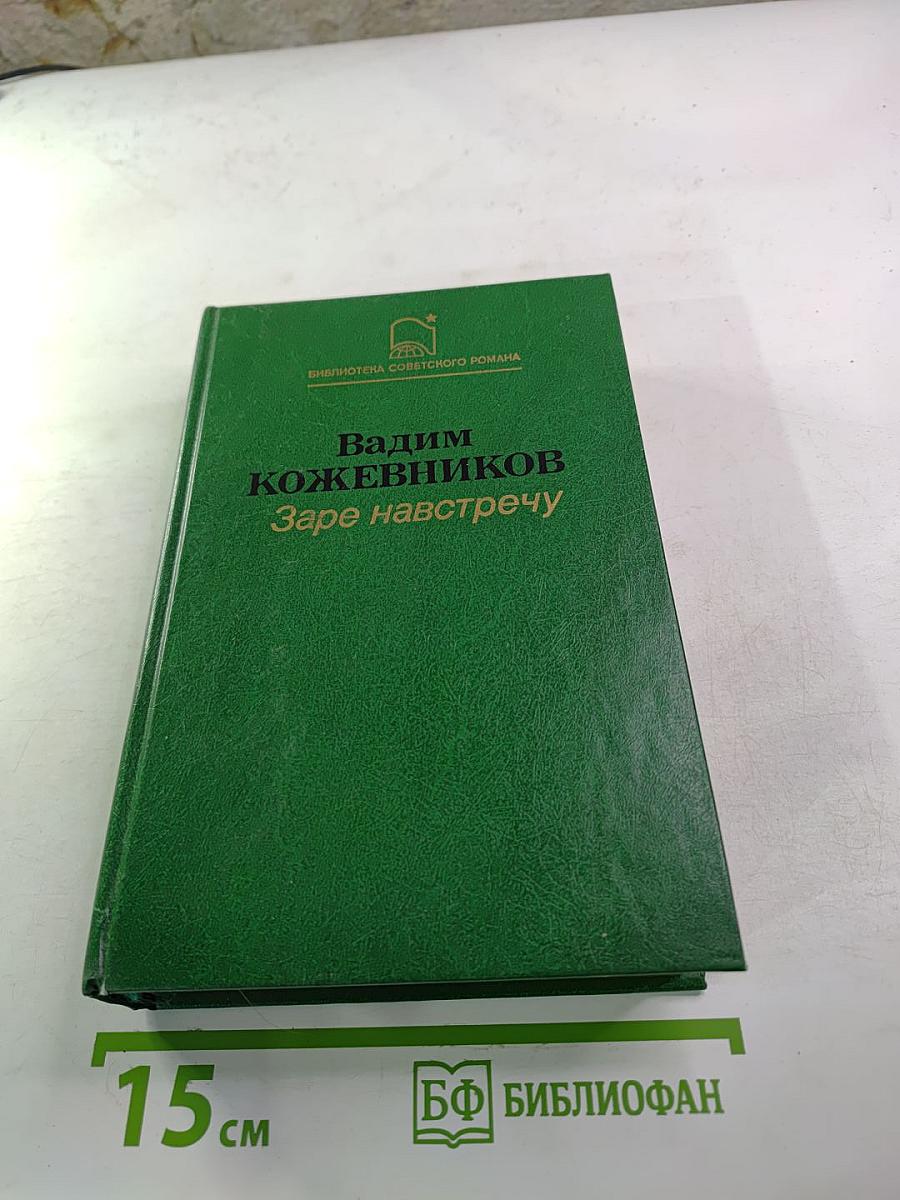 БИБЛИОТЕКА СОВЕТСКОГО РОМАНА
Вадим
КОЖЕВНИКОВ
Заре навстречу
15 см
БФ БИБЛИОФАН